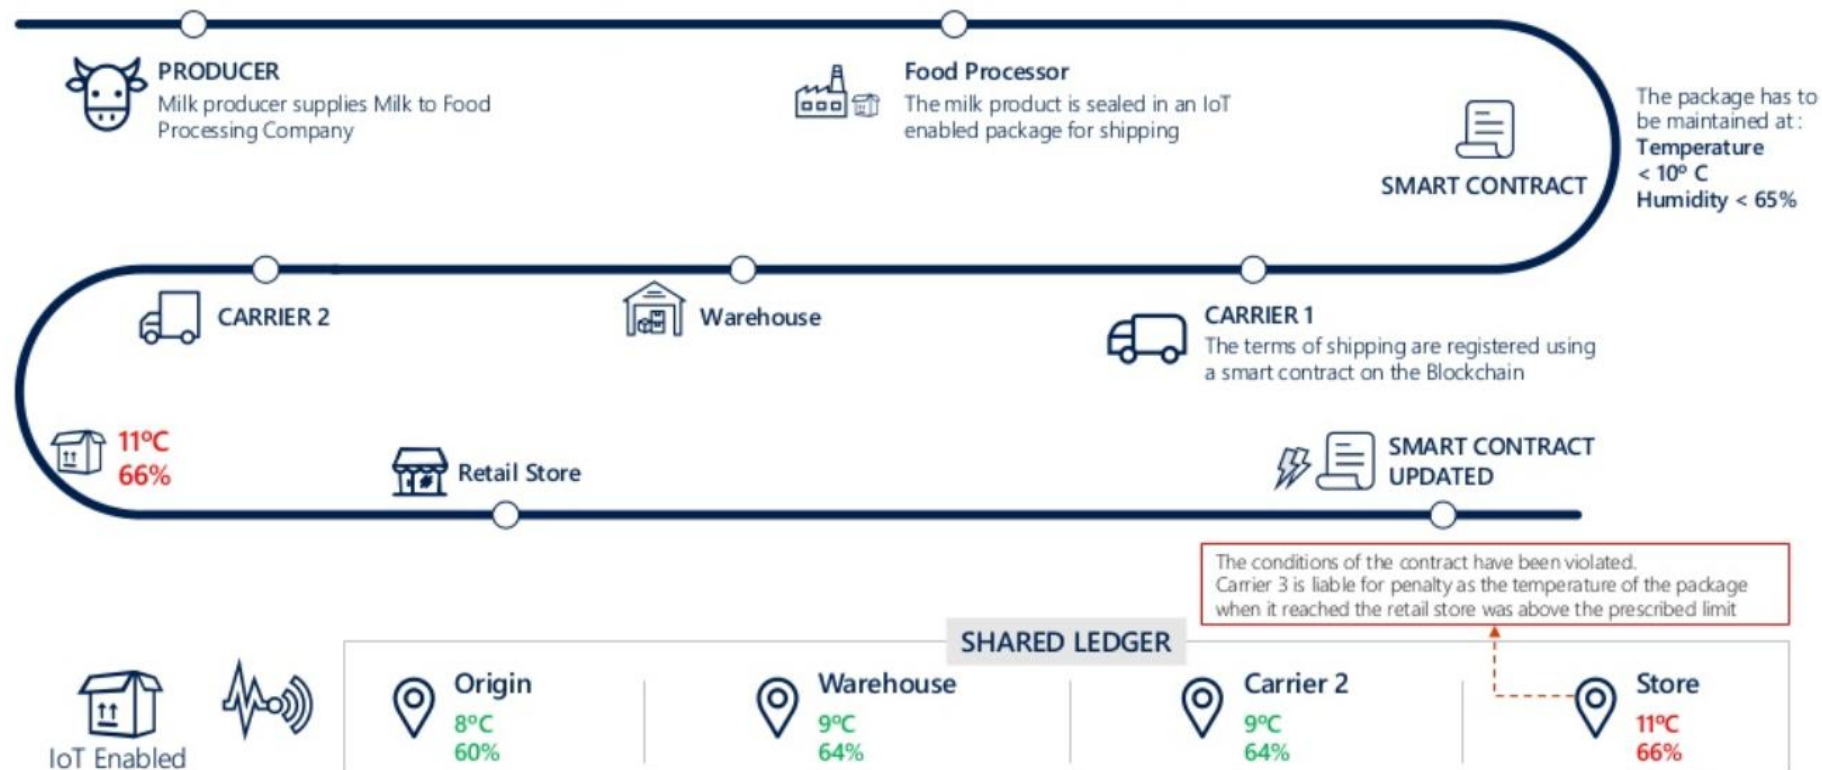 PRODUCER
Milk producer supplies Milk to Food
Processing Company
Food Processor
The milk product is sealed in an IoT
enabled package for shipping
SMART CONTRACT
The package has to
be maintained at :
Temperature
< 10º C
Humidity < 65%
CARRIER 2
Warehouse
CARRIER 1
The terms of shipping are registered using
a smart contract on the Blockchain
11ºC
66%
Retail Store
SMART CONTRACT
UPDATED
The conditions of the contract have been violated.
Carrier 3 is liable for penalty as the temperature of the package
when it reached the retail store was above the prescribed limit
SHARED LEDGER
IoT Enabled
Origin
8ºC
60%
Warehouse
9ºC
64%
Carrier 2
9ºC
64%
Store
11ºC
66%